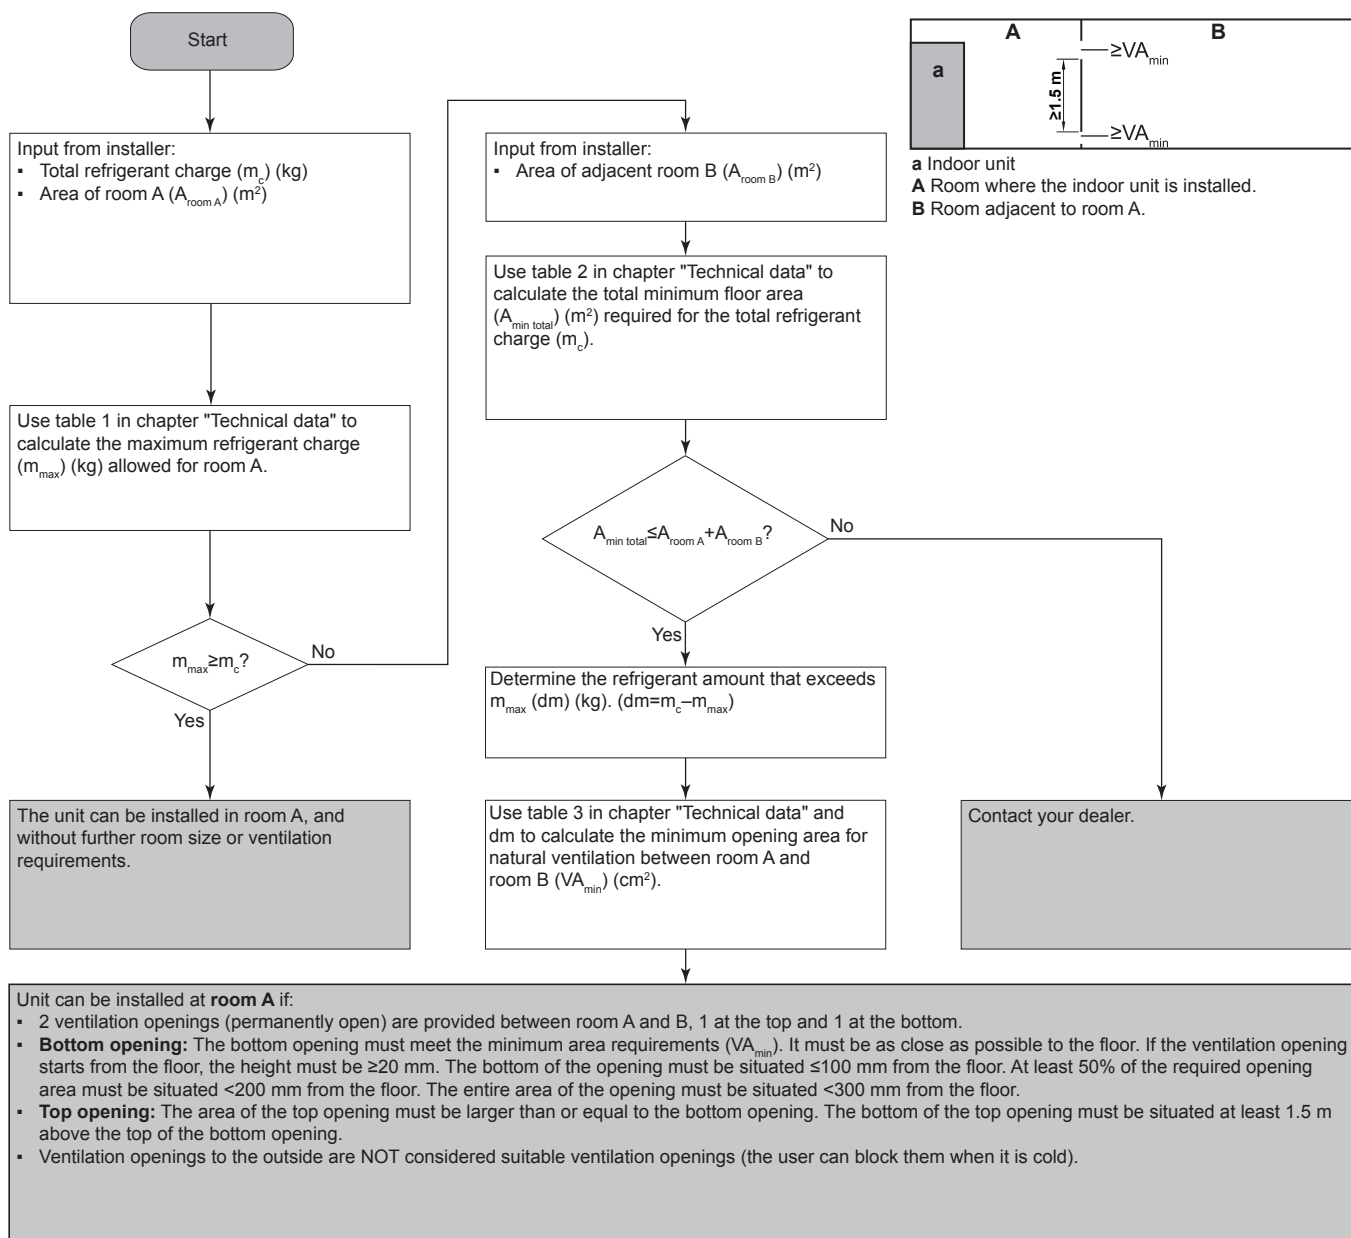 Start
Input from installer:
▪ Total refrigerant charge (mc) (kg)
▪ Area of room A (Aroom A) (m²)
Use table 1 in chapter "Technical data" to
calculate the maximum refrigerant charge
(mmax) (kg) allowed for room A.
mmax≥mc?
No
Yes
The unit can be installed in room A, and
without further room size or ventilation
requirements.
Input from installer:
▪ Area of adjacent room B (Aroom B) (m²)
Use table 2 in chapter "Technical data" to
calculate the total minimum floor area
(Amin total) (m²) required for the total refrigerant
charge (mc).
Amin total≤Aroom A+Aroom B?
No
Yes
Determine the refrigerant amount that exceeds
mmax (dm) (kg). (dm=mc–mmax)
Use table 3 in chapter "Technical data" and
dm to calculate the minimum opening area for
natural ventilation between room A and
room B (VAmin) (cm²).
Contact your dealer.
A
B
a
≥1.5 m
≥VAmin
≥VAmin
a Indoor unit
A Room where the indoor unit is installed.
B Room adjacent to room A.
Unit can be installed at room A if:
▪ 2 ventilation openings (permanently open) are provided between room A and B, 1 at the top and 1 at the bottom.
▪ Bottom opening: The bottom opening must meet the minimum area requirements (VAmin). It must be as close as possible to the floor. If the ventilation opening
starts from the floor, the height must be ≥20 mm. The bottom of the opening must be situated ≤100 mm from the floor. At least 50% of the required opening
area must be situated <200 mm from the floor. The entire area of the opening must be situated <300 mm from the floor.
▪ Top opening: The area of the top opening must be larger than or equal to the bottom opening. The bottom of the top opening must be situated at least 1.5 m
above the top of the bottom opening.
▪ Ventilation openings to the outside are NOT considered suitable ventilation openings (the user can block them when it is cold).